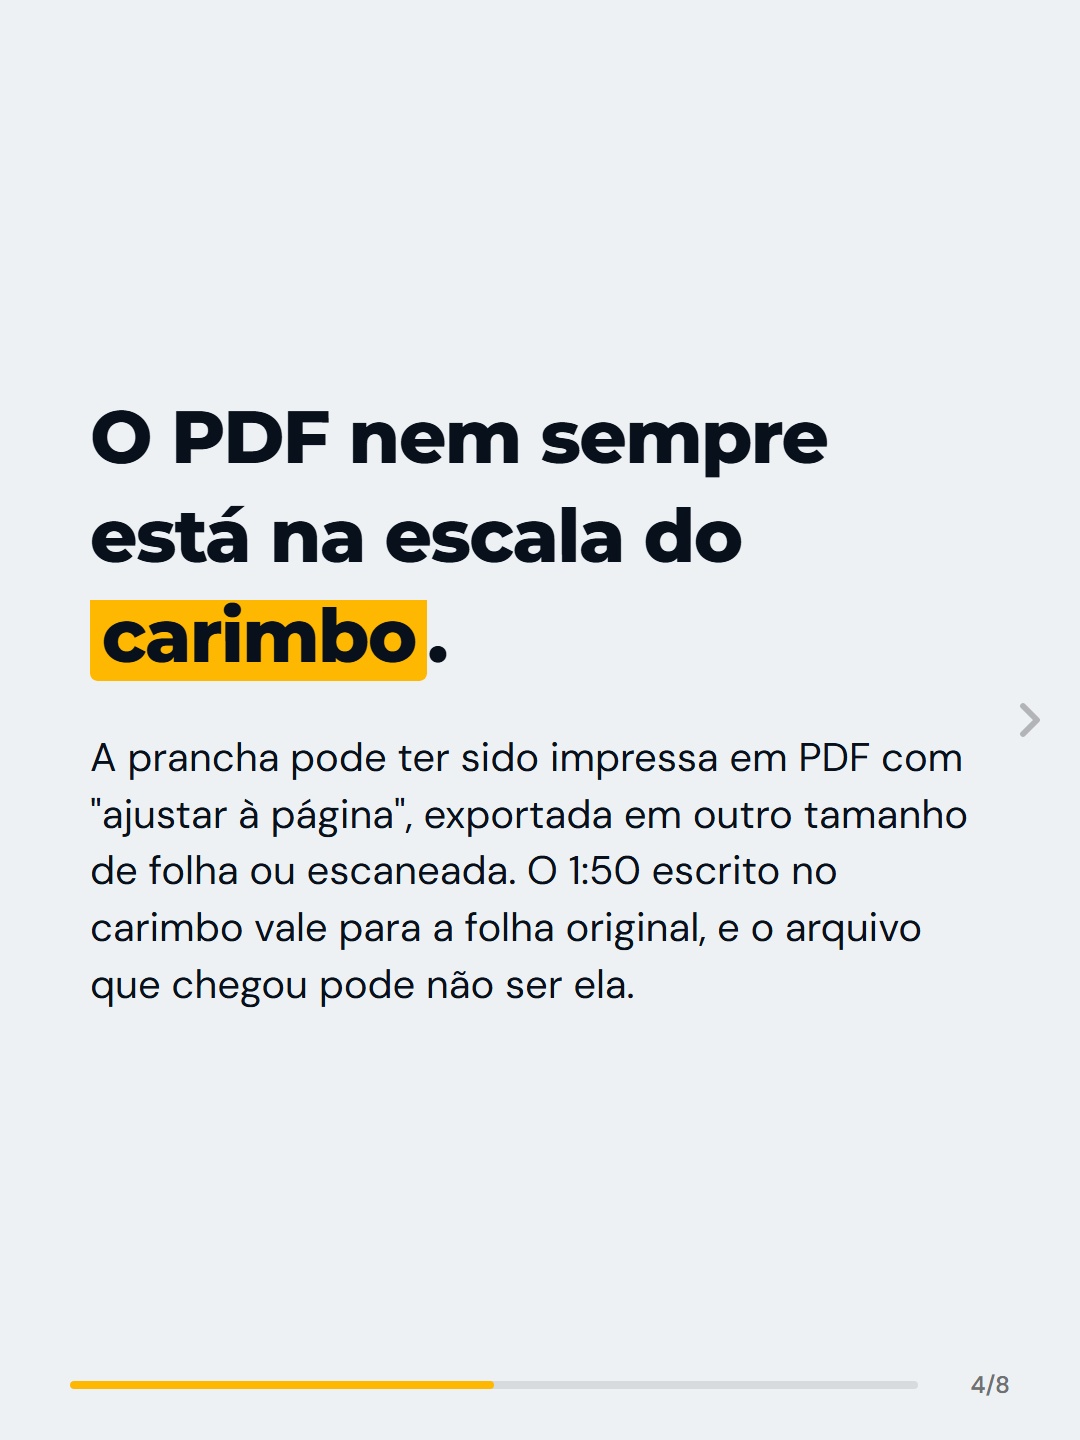 O PDF nem sempre
está na escala do
carimbo.
A prancha pode ter sido impressa em PDF com
"ajustar à página", exportada em outro tamanho
de folha ou escaneada. O 1:50 escrito no
carimbo vale para a folha original, e o arquivo
que chegou pode não ser ela.
4/8